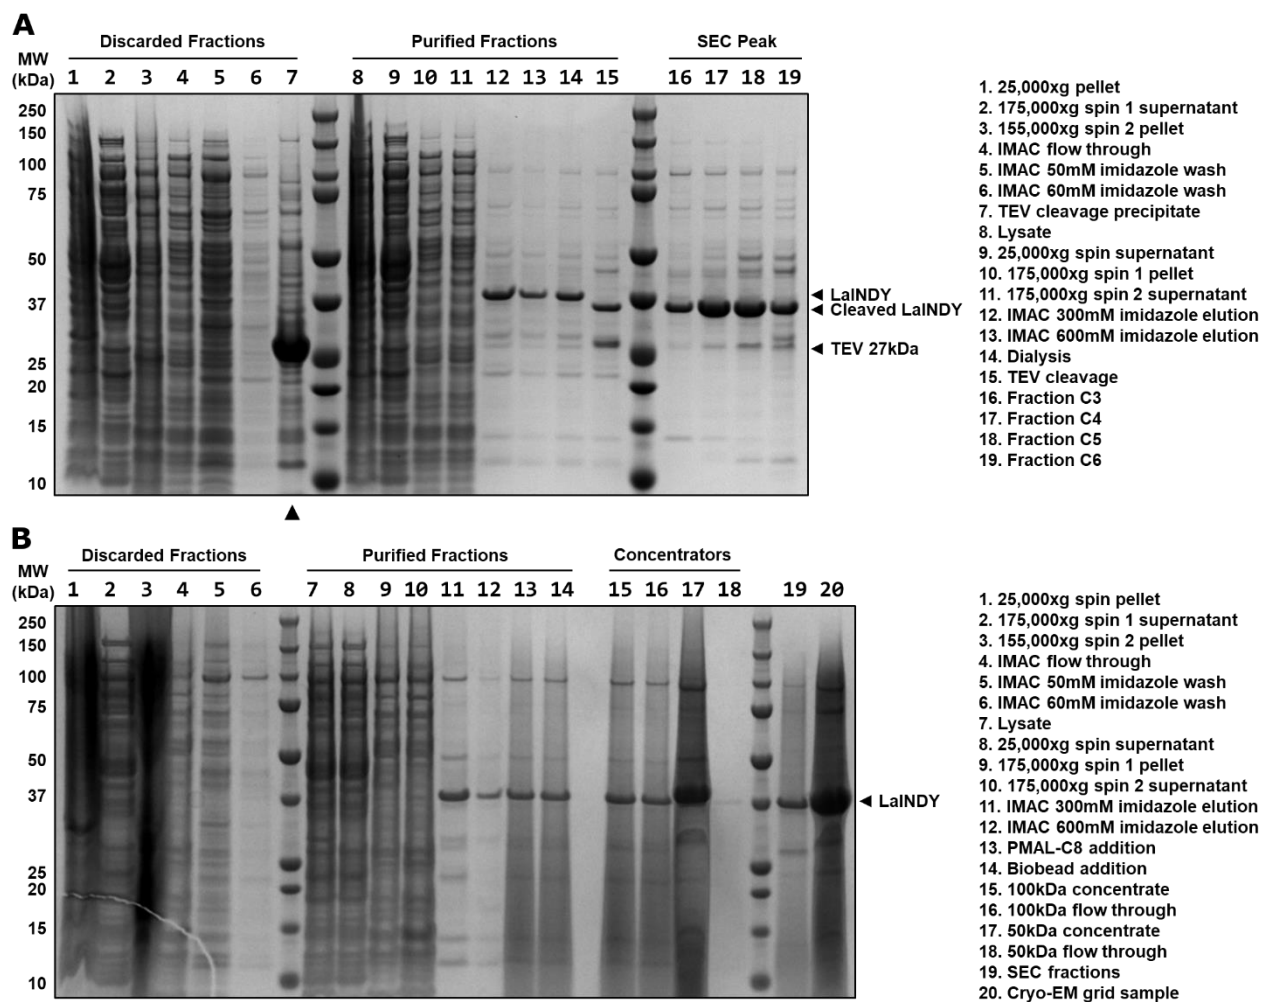 A
Discarded Fractions Purified Fractions SEC Peak
MW
(kDa)
1 2 3 4 5 6 7 8 9 10 11 12 13 14 15 16 17 18 19
250
150
100
75
50
37
25
20
15
10
◄ LaINDY
◄ Cleaved LaINDY
◄ TEV 27kDa
1. 25,000xg pellet
2. 175,000xg spin 1 supernatant
3. 155,000xg spin 2 pellet
4. IMAC flow through
5. IMAC 50mM imidazole wash
6. IMAC 60mM imidazole wash
7. TEV cleavage precipitate
8. Lysate
9. 25,000xg spin supernatant
10. 175,000xg spin 1 pellet
11. 175,000xg spin 2 supernatant
12. IMAC 300mM imidazole elution
13. IMAC 600mM imidazole elution
14. Dialysis
15. TEV cleavage
16. Fraction C3
17. Fraction C4
18. Fraction C5
19. Fraction C6
B
Discarded Fractions Purified Fractions Concentrators
MW
(kDa)
1 2 3 4 5 6 7 8 9 10 11 12 13 14 15 16 17 18 19 20
250
150
100
75
50
37
25
20
15
10
◄ LaINDY
1. 25,000xg spin pellet
2. 175,000xg spin 1 supernatant
3. 155,000xg spin 2 pellet
4. IMAC flow through
5. IMAC 50mM imidazole wash
6. IMAC 60mM imidazole wash
7. Lysate
8. 25,000xg spin supernatant
9. 175,000xg spin 1 pellet
10. 175,000xg spin 2 supernatant
11. IMAC 300mM imidazole elution
12. IMAC 600mM imidazole elution
13. PMAL-C8 addition
14. Biobead addition
15. 100kDa concentrate
16. 100kDa flow through
17. 50kDa concentrate
18. 50kDa flow through
19. SEC fractions
20. Cryo-EM grid sample